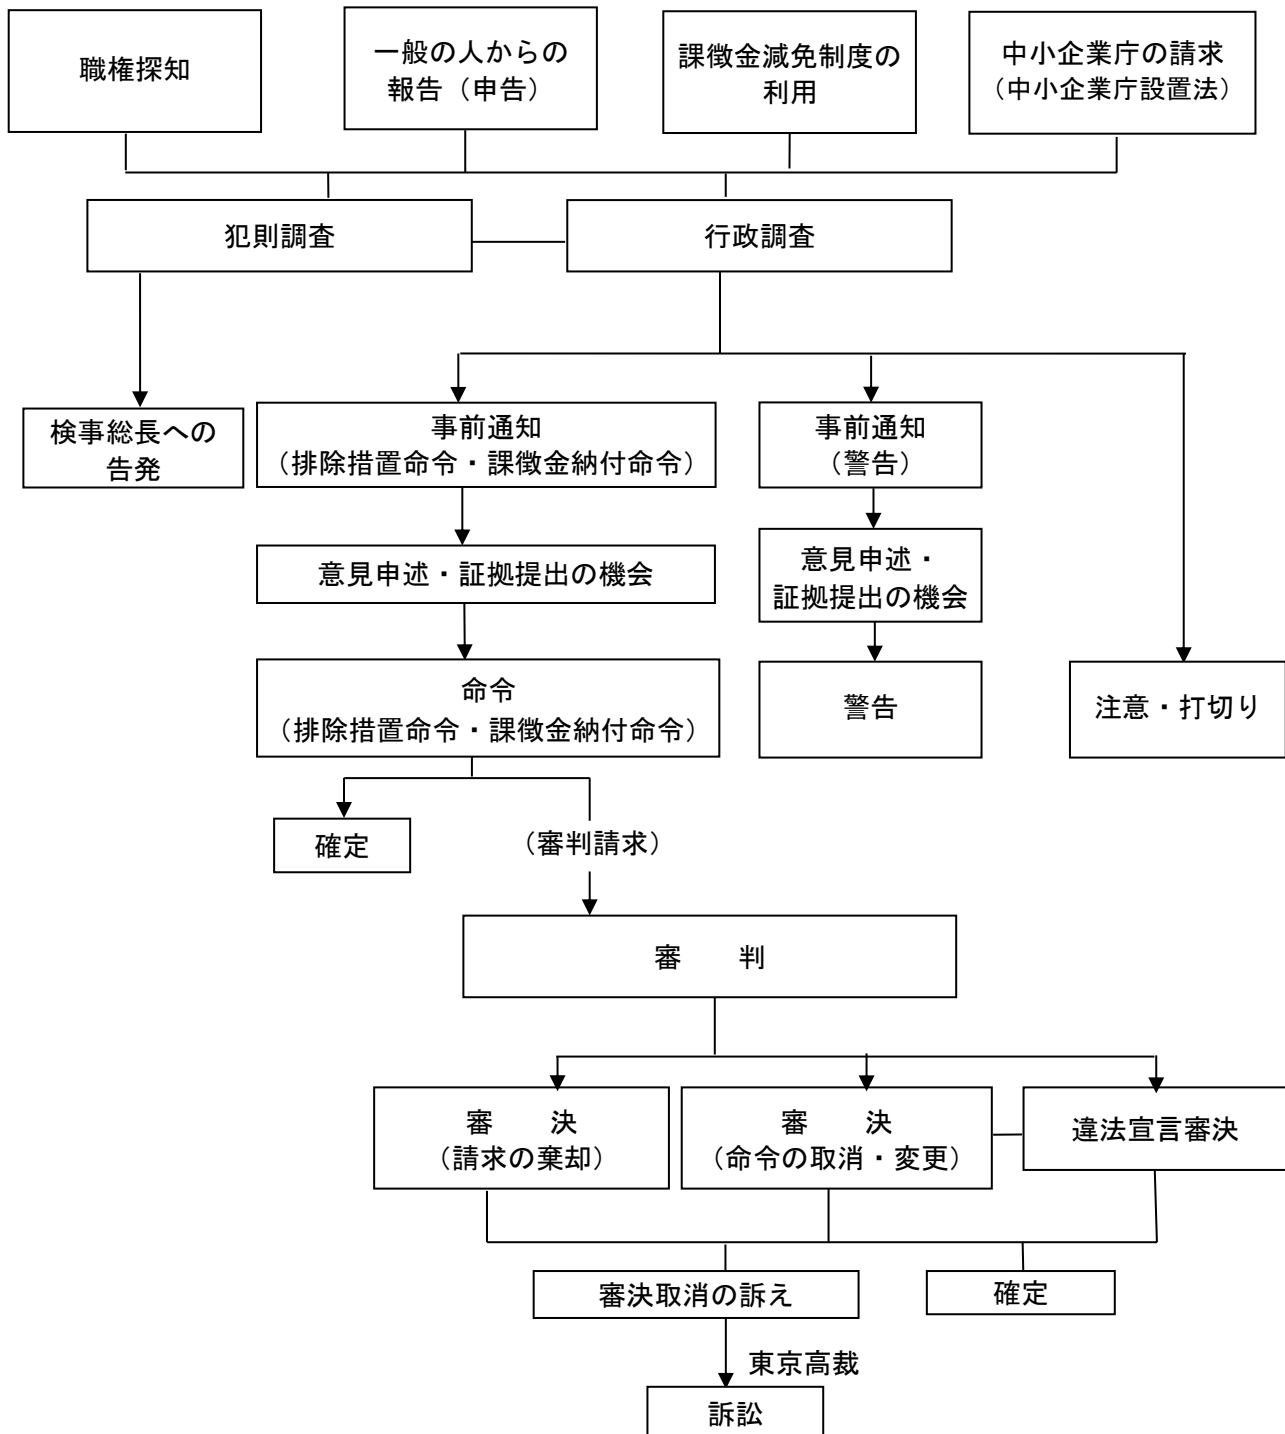 職権探知
一般の人からの
報告（申告）
課徴金減免制度の
利用
中小企業庁の請求
（中小企業庁設置法）
犯則調査
行政調査
検事総長への
告発
事前通知
（排除措置命令・課徴金納付命令）
事前通知
（警告）
意見申述・証拠提出の機会
意見申述・
証拠提出の機会
命令
（排除措置命令・課徴金納付命令）
警告
注意・打切り
確定
（審判請求）
審　　判
審　　決
（請求の棄却）
審　　決
（命令の取消・変更）
違法宣言審決
審決取消の訴え
確定
東京高裁
訴訟